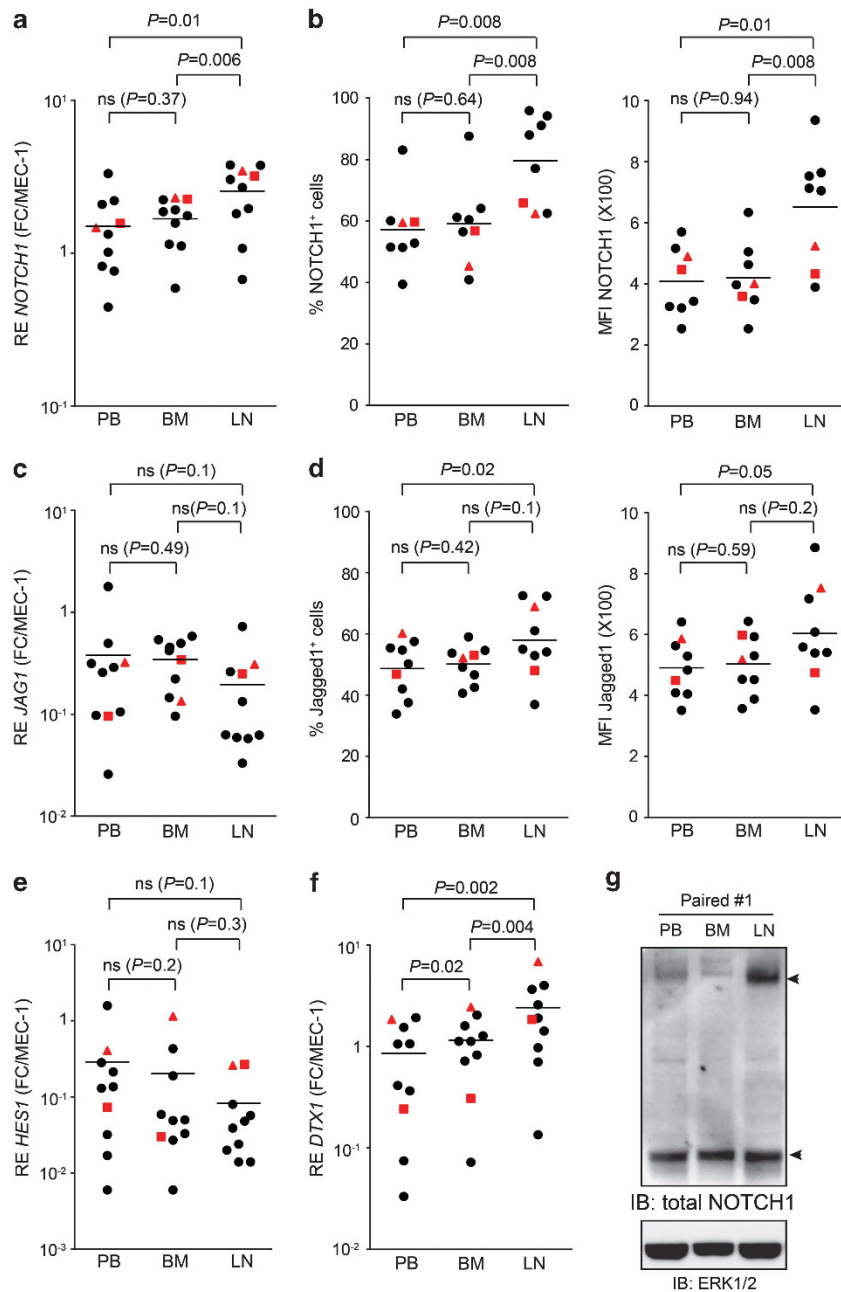 a
P=0.01
P=0.006
ns (P=0.37)
RE NOTCH1 (FC/MEC-1)
10¹
1
10⁻¹
PB BM LN
b
P=0.008
P=0.008
ns (P=0.64)
% NOTCH1⁺ cells
100
80
60
40
20
0
PB BM LN
P=0.01
P=0.008
ns (P=0.94)
MFI NOTCH1 (X100)
10
8
6
4
2
0
PB BM LN
c
ns (P=0.1)
ns(P=0.1)
ns (P=0.49)
RE JAG1 (FC/MEC-1)
10¹
1
10⁻¹
10⁻²
PB BM LN
d
P=0.02
ns (P=0.1)
ns (P=0.42)
% Jagged1⁺ cells
100
80
60
40
20
0
PB BM LN
P=0.05
ns (P=0.2)
ns (P=0.59)
MFI Jagged1 (X100)
10
8
6
4
2
0
PB BM LN
e
ns (P=0.1)
ns (P=0.3)
ns (P=0.2)
RE HES1 (FC/MEC-1)
10¹
1
10⁻¹
10⁻²
10⁻³
PB BM LN
f
P=0.002
P=0.004
P=0.02
RE DTX1 (FC/MEC-1)
10¹
1
10⁻¹
10⁻²
PB BM LN
g
Paired #1
PB BM LN
IB: total NOTCH1
IB: ERK1/2